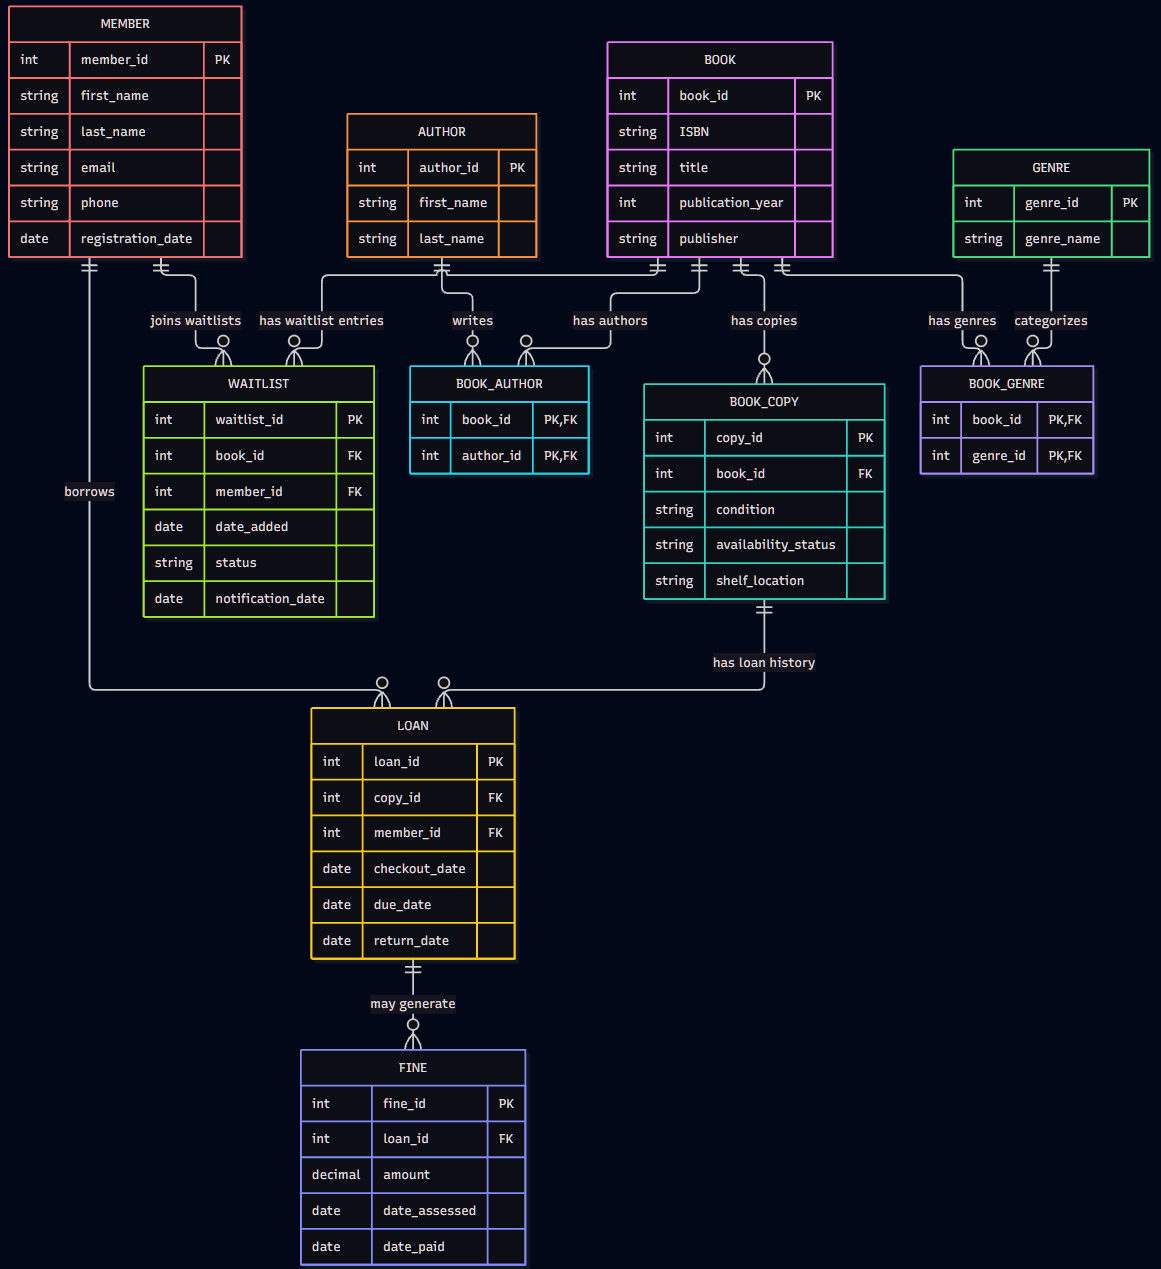 MEMBER
int member_id PK
string first_name
string last_name
string email
string phone
date registration_date
AUTHOR
int author_id PK
string first_name
string last_name
BOOK
int book_id PK
string ISBN
string title
int publication_year
string publisher
GENRE
int genre_id PK
string genre_name
joins waitlists
has waitlist entries
writes
has authors
has copies
has genres
categorizes
borrows
WAITLIST
int waitlist_id PK
int book_id FK
int member_id FK
date date_added
string status
date notification_date
BOOK_AUTHOR
int book_id PK,FK
int author_id PK,FK
BOOK_COPY
int copy_id PK
int book_id FK
string condition
string availability_status
string shelf_location
BOOK_GENRE
int book_id PK,FK
int genre_id PK,FK
has loan history
LOAN
int loan_id PK
int copy_id FK
int member_id FK
date checkout_date
date due_date
date return_date
may generate
FINE
int fine_id PK
int loan_id FK
decimal amount
date date_assessed
date date_paid